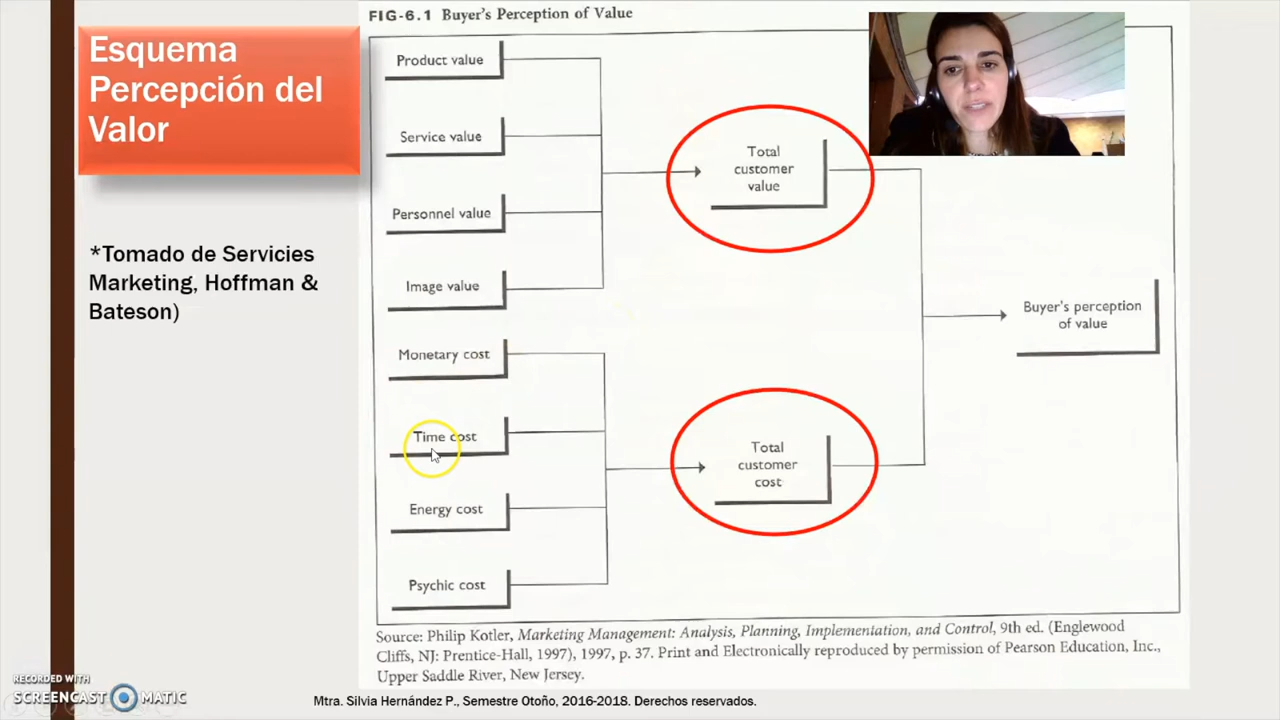 Esquema
Percepción del
Valor
*Tomado de Servicies
Marketing, Hoffman &
Bateson)
FIG-6.1 Buyer's Perception of Value
Product value
Service value
Personnel value
Image value
Monetary cost
Time cost
Energy cost
Psychic cost
Total
customer
value
Total
customer
cost
Buyer's perception
of value
Source: Philip Kotler, Marketing Management: Analysis, Planning, Implementation, and Control, 9th ed. (Englewood
Cliffs, NJ: Prentice-Hall, 1997), 1997, p. 37. Print and Electronically reproduced by permission of Pearson Education, Inc.,
Upper Saddle River, New Jersey.
RECORDED WITH
SCREENCAST MATIC
Mtra. Silvia Hernández P., Semestre Otoño, 2016-2018. Derechos reservados.